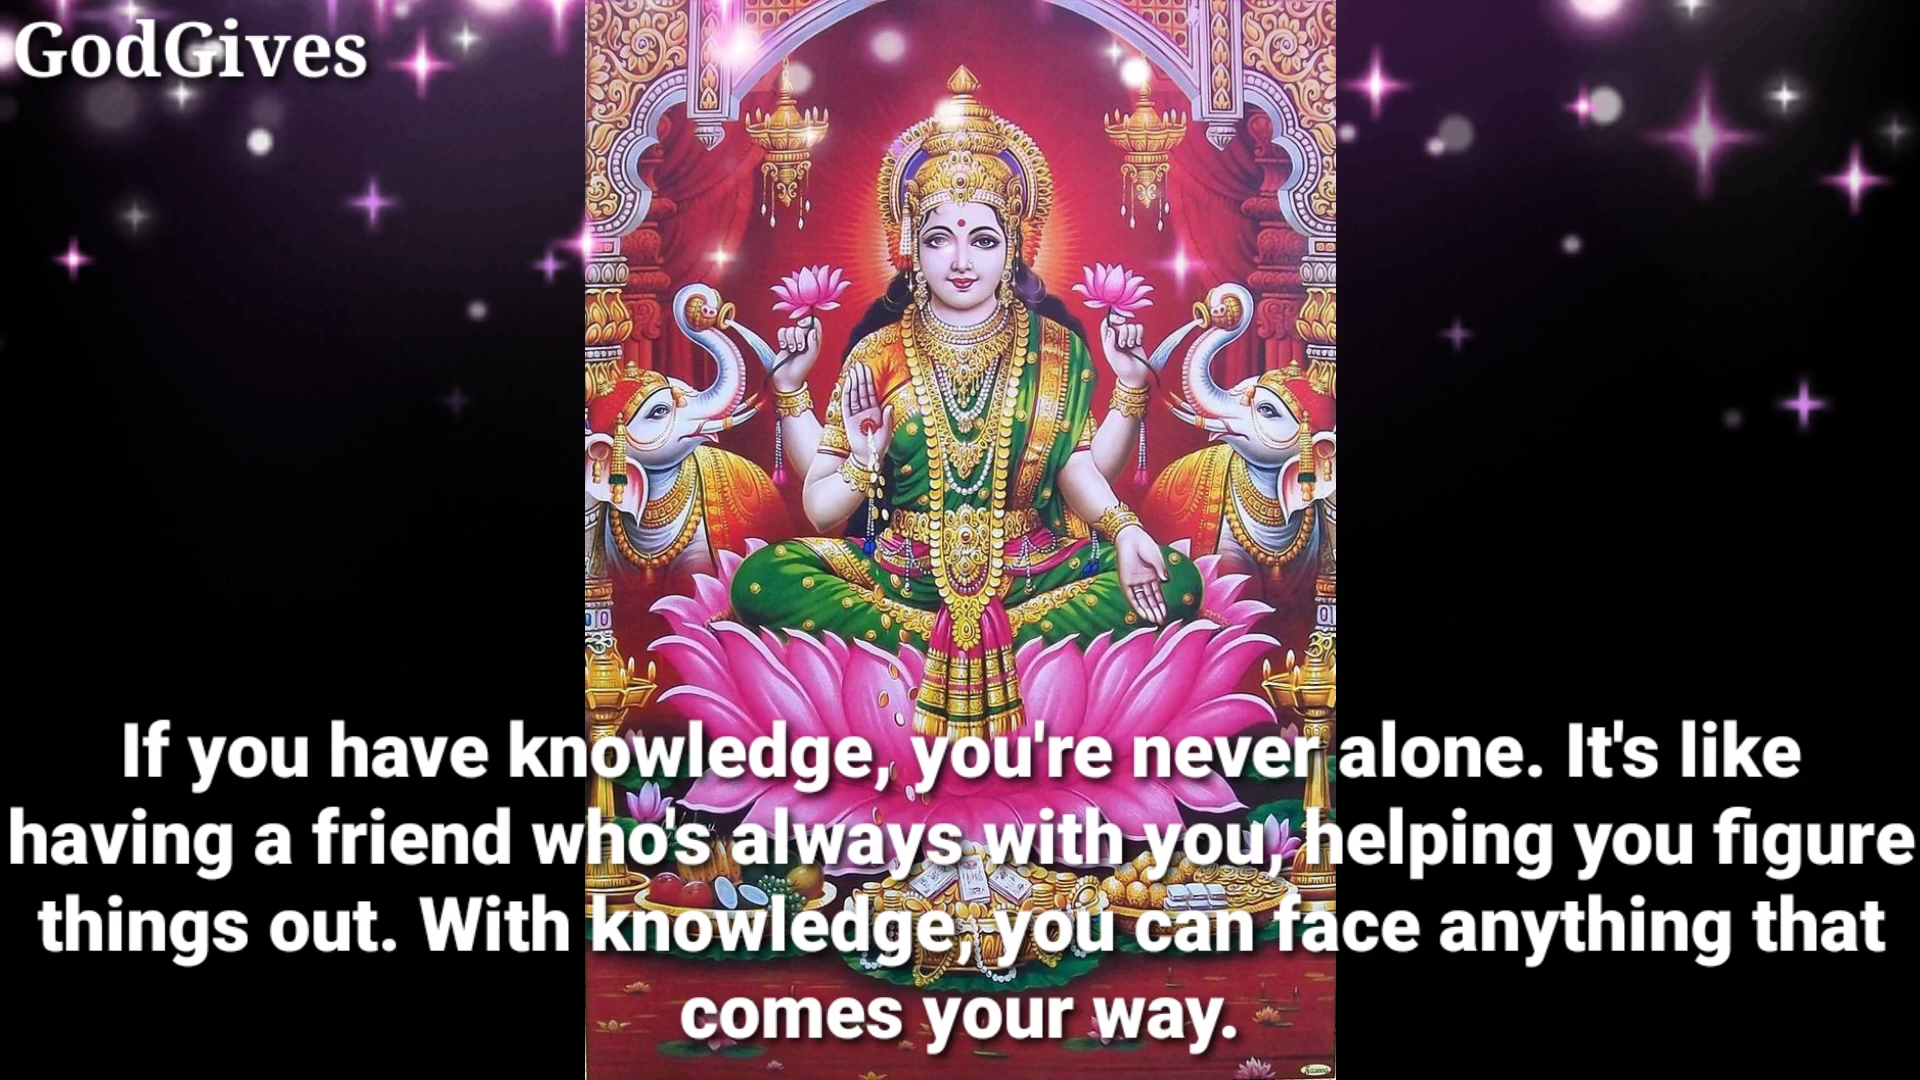 GodGives
If you have knowledge, you're never alone. It's like
having a friend who's always with you, helping you figure
things out. With knowledge, you can face anything that
comes your way.